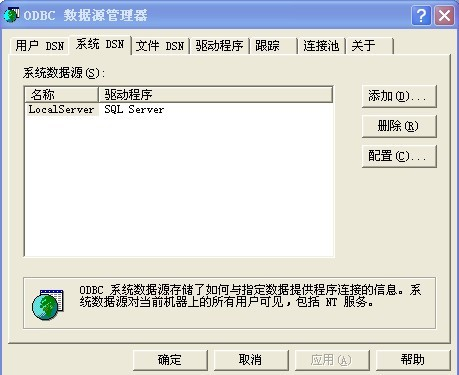 ODBC 数据源管理器
用户 DSN 系统 DSN 文件 DSN 驱动程序 跟踪 连接池 关于
系统数据源(S):
名称 驱动程序
LocalServer SQL Server
添加(D)...
删除(R)
配置(C)...
ODBC 系统数据源存储了如何与指定数据提供程序连接的信息。系
统数据源对当前机器上的所有用户可见,包括 NT 服务。
确定 取消 应用(A) 帮助